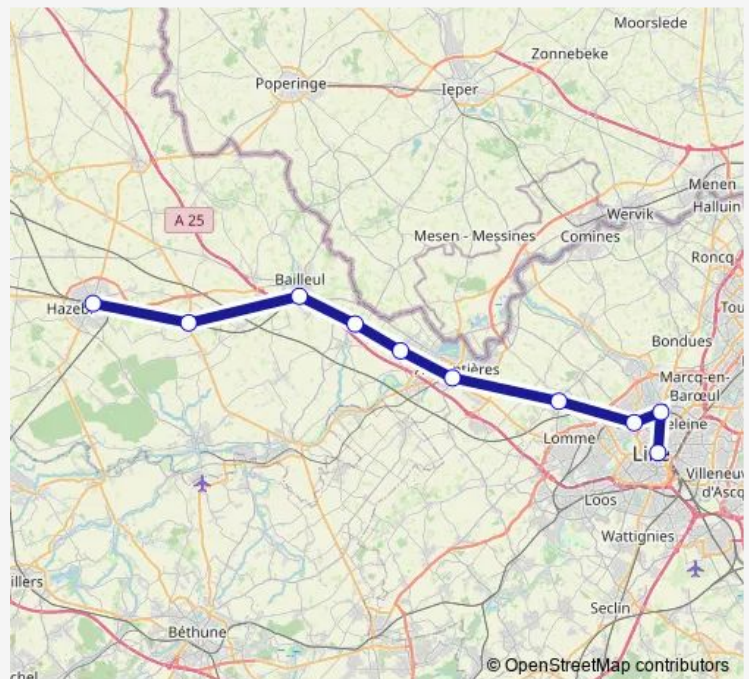 Moorslede
Zonnebeke
Poperinge
Ieper
Menen
Halluin
Wervik
A 25
Mesen - Messines
Comines
Roncq
Bailleul
Bondues
Marcq-en-
Barœul
Lomme
Villeneuv
d'Ascq
Loos
Wattignies
Seclin
Béthune
© OpenStreetMap contributors